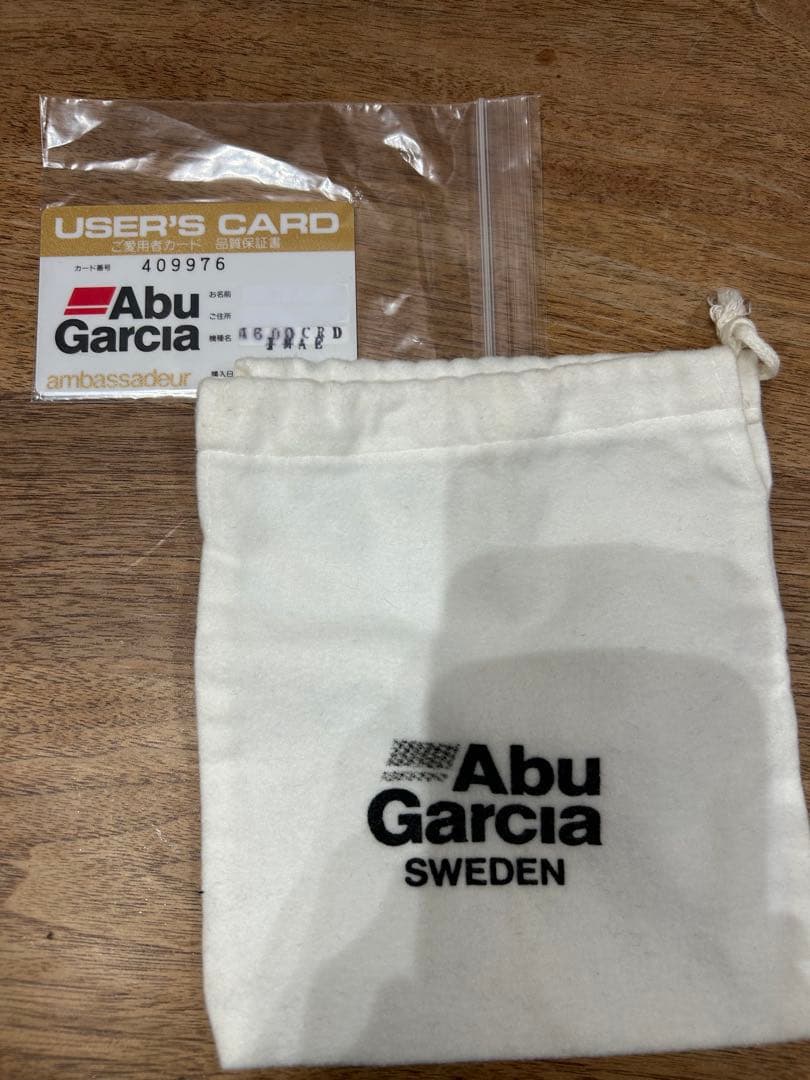 USER'S CARD
ご愛用者カード 品質保証書
カード番号 409976
Abu
Garcia
お名前
ご住所
機種名 4600CRD
IMAE
ambassadeur
購入日
Abu
Garcia
SWEDEN